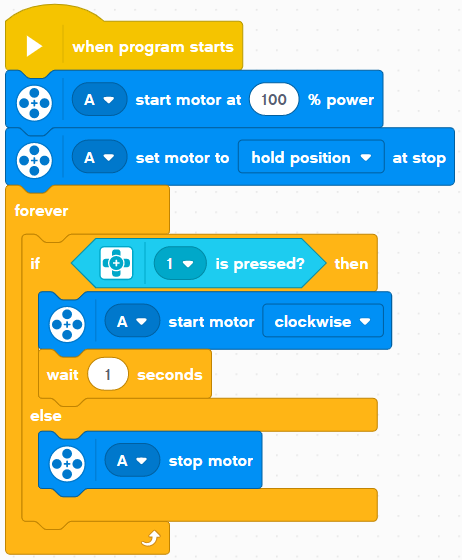 when program starts
A start motor at 100 % power
A set motor to hold position at stop
forever
if 1 is pressed? then
A start motor clockwise
wait 1 seconds
else
A stop motor